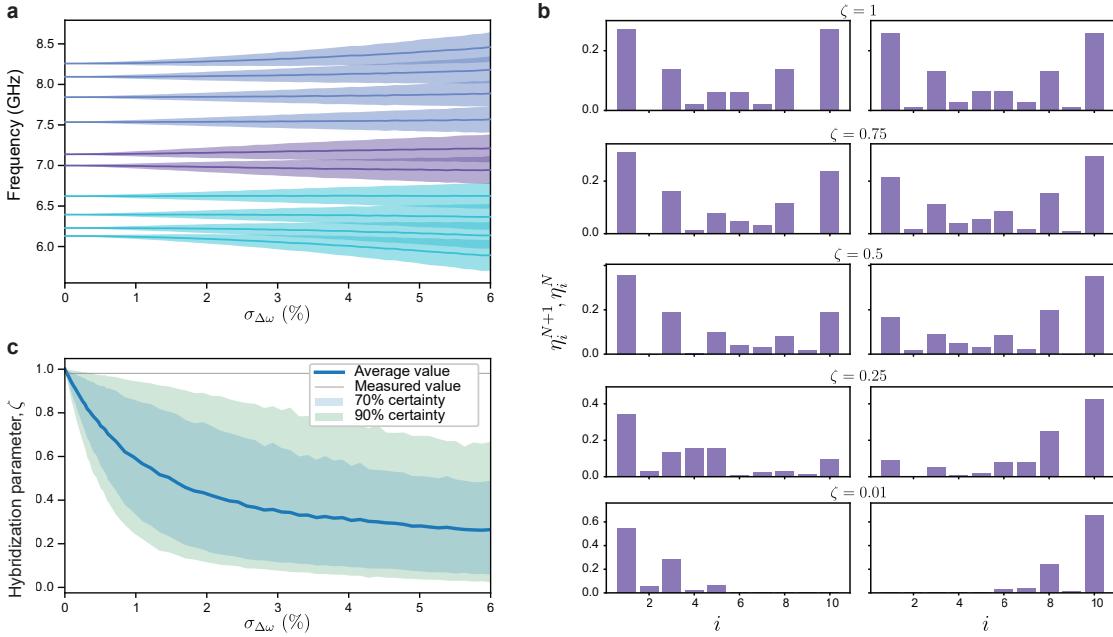 a
Frequency (GHz)
8.5
8.0
7.5
7.0
6.5
6.0
0 1 2 3 4 5 6
σ_Δω (%)
c
Hybridization parameter, ζ
1.0
0.8
0.6
0.4
0.2
0.0
Average value
Measured value
70% certainty
90% certainty
0 1 2 3 4 5 6
σ_Δω (%)
b
η_i^{N+1}, η_i^N
ζ = 1
0.2
0.0
ζ = 0.75
0.2
0.0
ζ = 0.5
0.2
0.0
ζ = 0.25
0.4
0.2
0.0
ζ = 0.01
0.6
0.4
0.2
0.0
2 4 6 8 10 2 4 6 8 10
i i